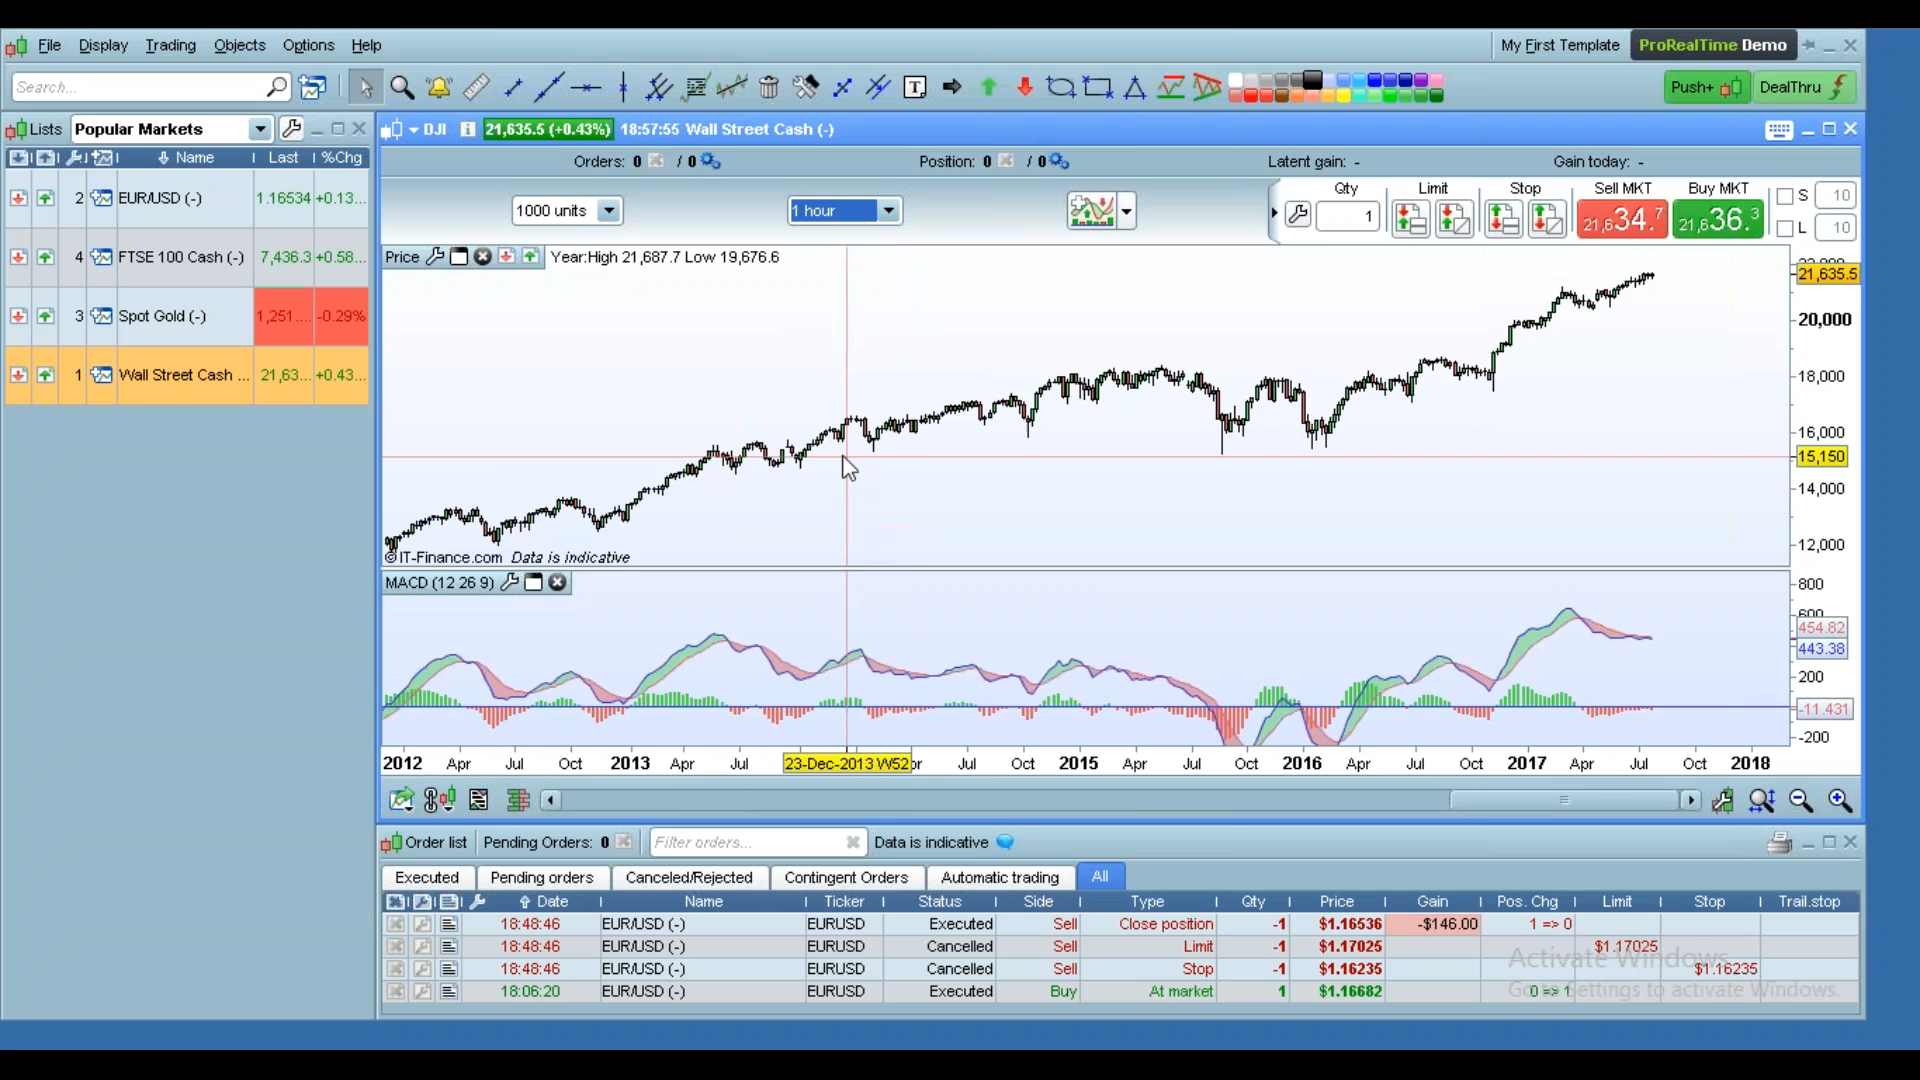 File Display Trading Objects Options Help My First Template ProRealTime Demo
Search... Push+ DealThru
Lists Popular Markets
Name Last %Chg
2 EUR/USD (-) 1.16534 +0.13...
4 FTSE 100 Cash (-) 7,436.3 +0.58...
3 Spot Gold (-) 1,251.... -0.29%
1 Wall Street Cash ... 21,63... +0.43...
DJI 21,635.5 (+0.43%) 18:57:55 Wall Street Cash (-)
Orders: 0 / 0 Position: 0 / 0 Latent gain: - Gain today: -
1000 units 1 hour
Qty Limit Stop Sell MKT Buy MKT S 10
1 21,634.7 21,636.3 L 10
Price Year:High 21,687.7 Low 19,676.6
21,635.5
20,000
18,000
16,000
15,150
14,000
12,000
©IT-Finance.com Data is indicative
MACD (12 26 9)
800
600
454.82
443.38
200
-11.431
-200
2012 Apr Jul Oct 2013 Apr Jul 23-Dec-2013 W52 Jul Oct 2015 Apr Jul Oct 2016 Apr Jul Oct 2017 Apr Jul Oct 2018
Order list Pending Orders: 0 Filter orders... Data is indicative
Executed Pending orders Canceled/Rejected Contingent Orders Automatic trading All
Date Name Ticker Status Side Type Qty Price Gain Pos. Chg Limit Stop Trail.stop
18:48:46 EUR/USD (-) EURUSD Executed Sell Close position -1 $1.16536 -$146.00 1 => 0
18:48:46 EUR/USD (-) EURUSD Cancelled Sell Limit -1 $1.17025 $1.17025
18:48:46 EUR/USD (-) EURUSD Cancelled Sell Stop -1 $1.16235 $1.16235
18:06:20 EUR/USD (-) EURUSD Executed Buy At market 1 $1.16682 0 => 1
Activate Windows
Go to Settings to activate Windows.